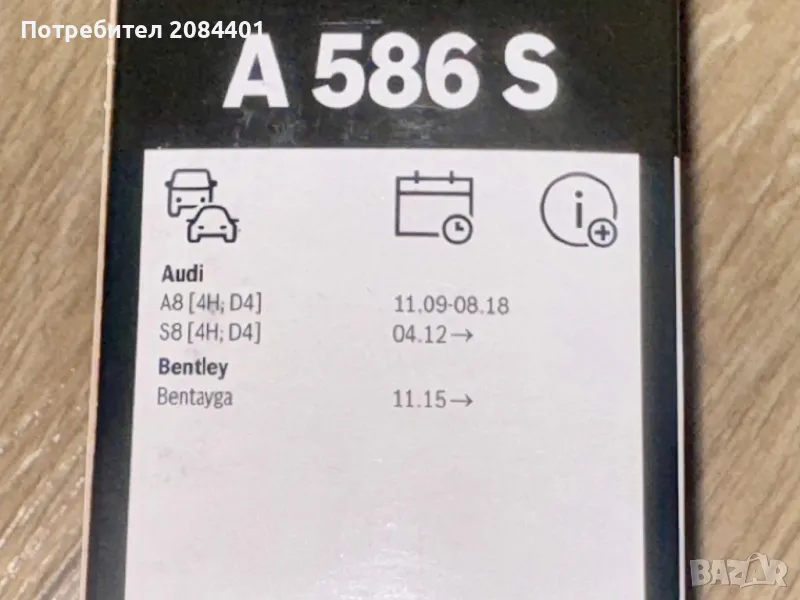 Потребител 2084401
A 586 S
i
Audi
A8 [4H; D4] 11.09-08.18
S8 [4H; D4] 04.12→
Bentley
Bentayga 11.15→
BAZAR